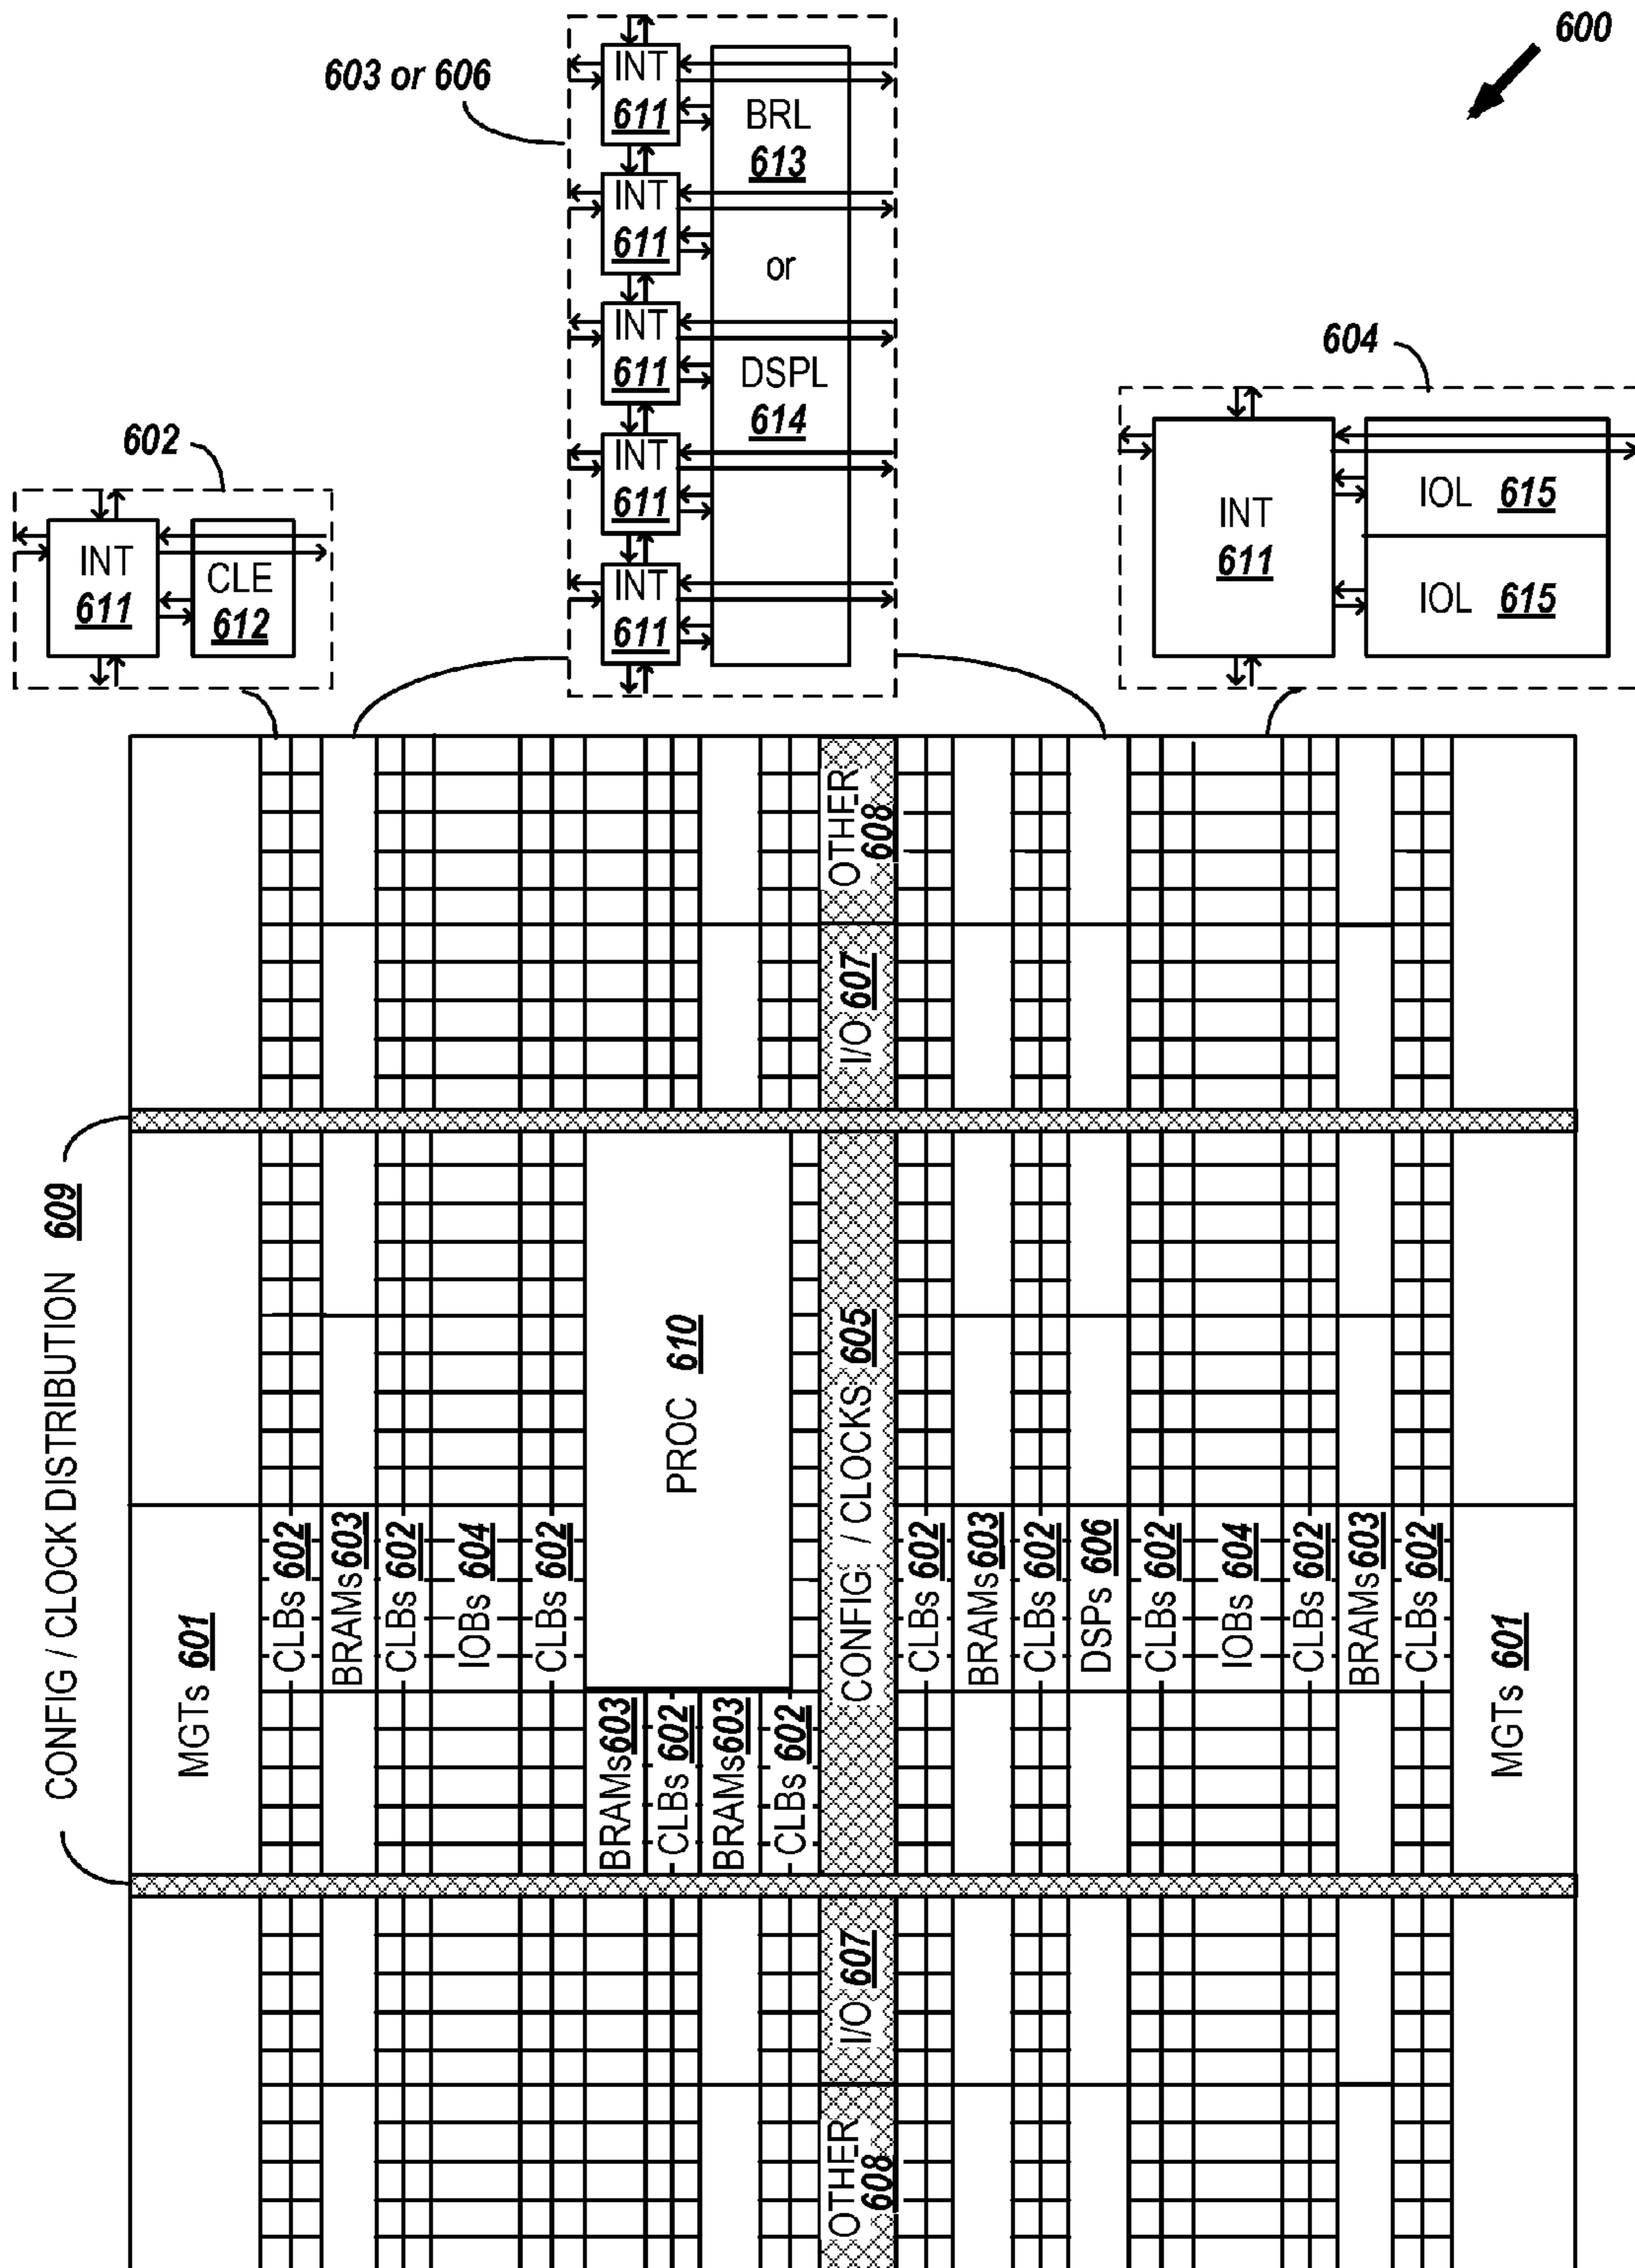 600
603 or 606
INT
611
INT
611
INT
611
INT
611
INT
611
BRL
613
or
DSPL
614
604
INT
611
IOL 615
IOL 615
602
INT
611
CLE
612
OTHER
608
I/O 607
CONFIG / CLOCK DISTRIBUTION 609
PROC 610
CONFIG / CLOCKS 605
MGTs 601
CLBs 602
BRAMs 603
CLBs 602
IOBs 604
CLBs 602
BRAMs 603
CLBs 602
BRAMs 603
CLBs 602
CLBs 602
BRAMs 603
CLBs 602
DSPs 606
CLBs 602
IOBs 604
CLBs 602
BRAMs 603
CLBs 602
MGTs 601
I/O 607
OTHER
608